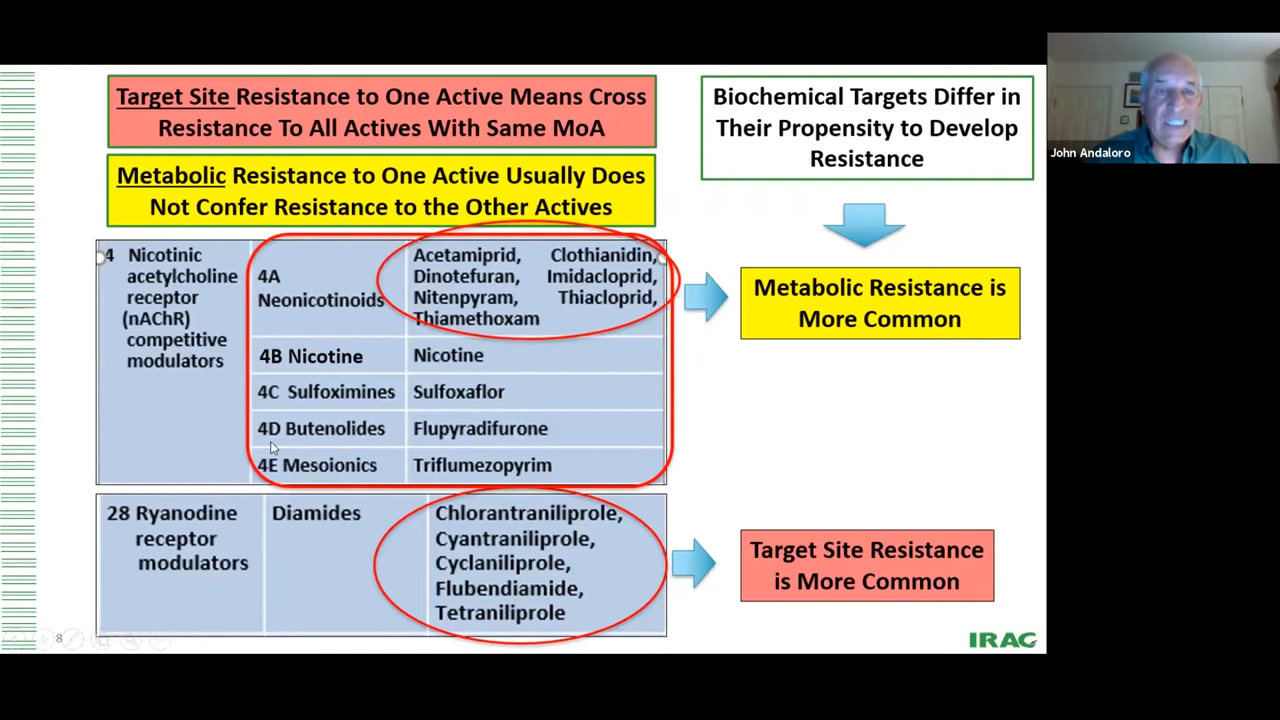 Target Site Resistance to One Active Means Cross
Resistance To All Actives With Same MoA
Metabolic Resistance to One Active Usually Does
Not Confer Resistance to the Other Actives
Biochemical Targets Differ in
Their Propensity to Develop
Resistance
John Andaloro
4 Nicotinic
acetylcholine
receptor
(nAChR)
competitive
modulators
4A
Neonicotinoids
Acetamiprid, Clothianidin,
Dinotefuran, Imidacloprid,
Nitenpyram, Thiacloprid,
Thiamethoxam
4B Nicotine
Nicotine
4C Sulfoximines
Sulfoxaflor
4D Butenolides
Flupyradifurone
4E Mesoionics
Triflumezopyrim
Metabolic Resistance is
More Common
28 Ryanodine
receptor
modulators
Diamides
Chlorantraniliprole,
Cyantraniliprole,
Cyclaniliprole,
Flubendiamide,
Tetraniliprole
Target Site Resistance
is More Common
8
IRAC